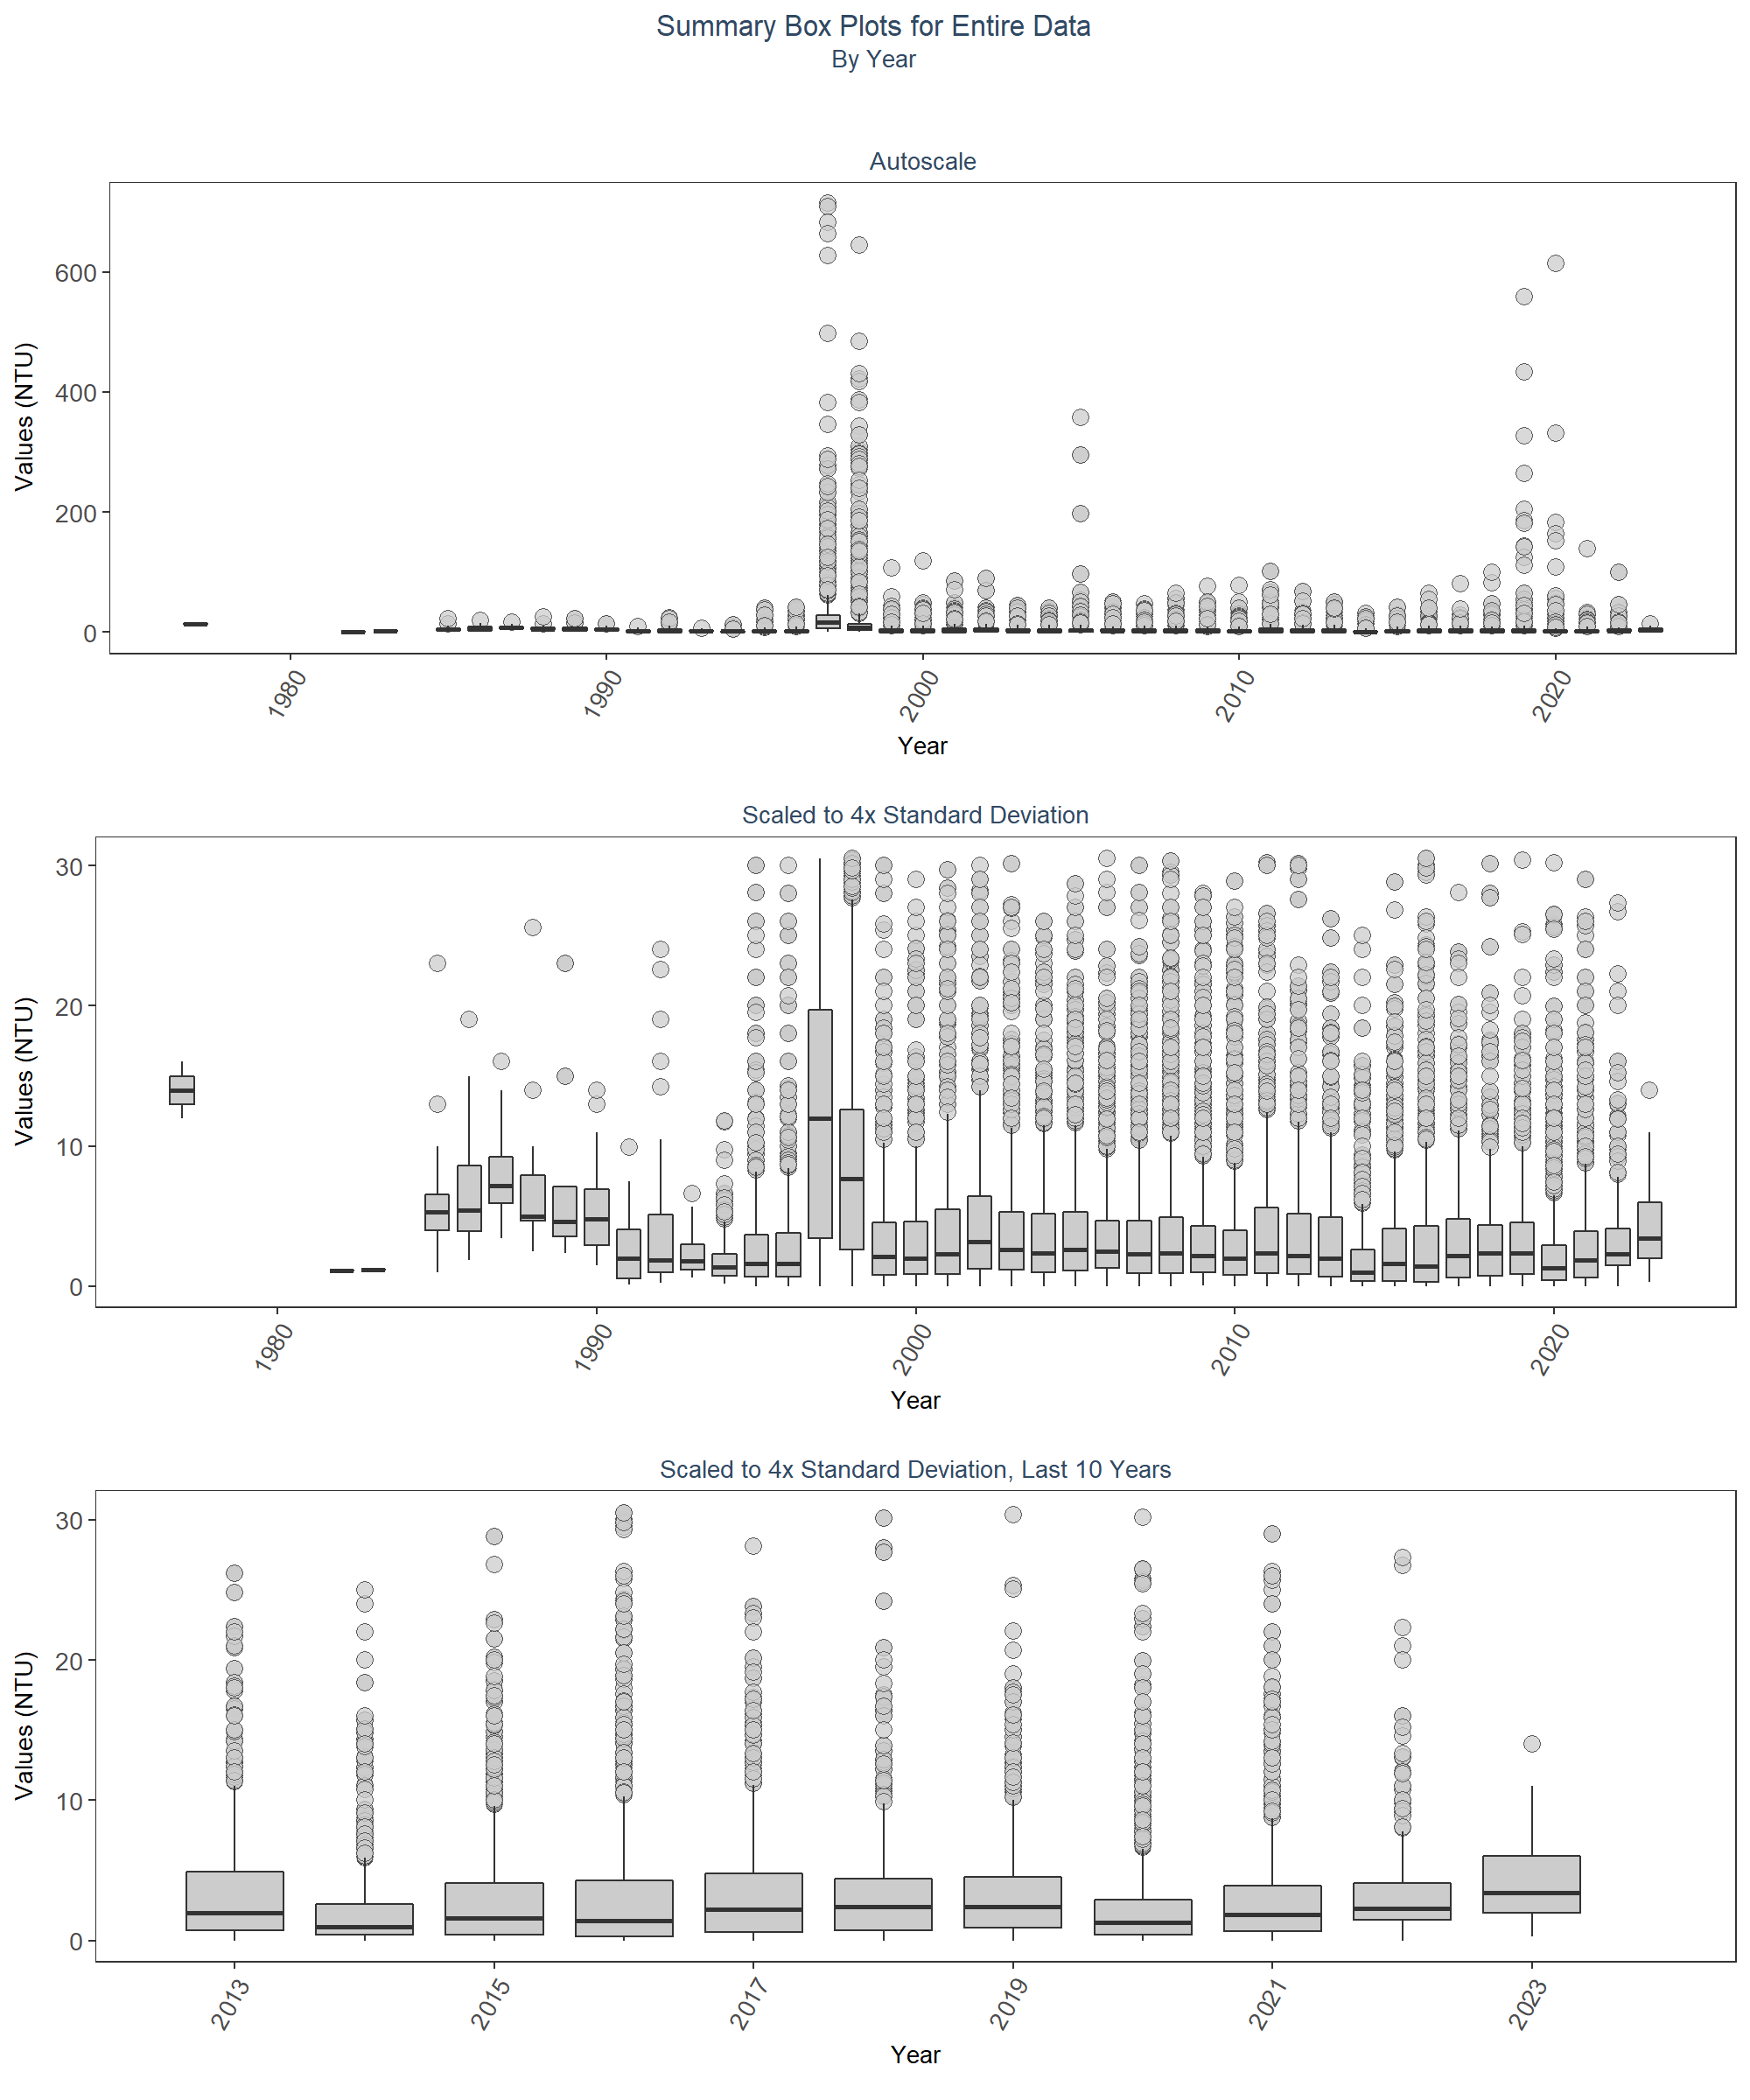 Summary Box Plots for Entire Data
By Year
Autoscale
Values (NTU)
600
400
200
0
1980
1990
2000
2010
2020
Year
Scaled to 4x Standard Deviation
Values (NTU)
30
20
10
0
1980
1990
2000
2010
2020
Year
Scaled to 4x Standard Deviation, Last 10 Years
Values (NTU)
30
20
10
0
2013
2015
2017
2019
2021
2023
Year